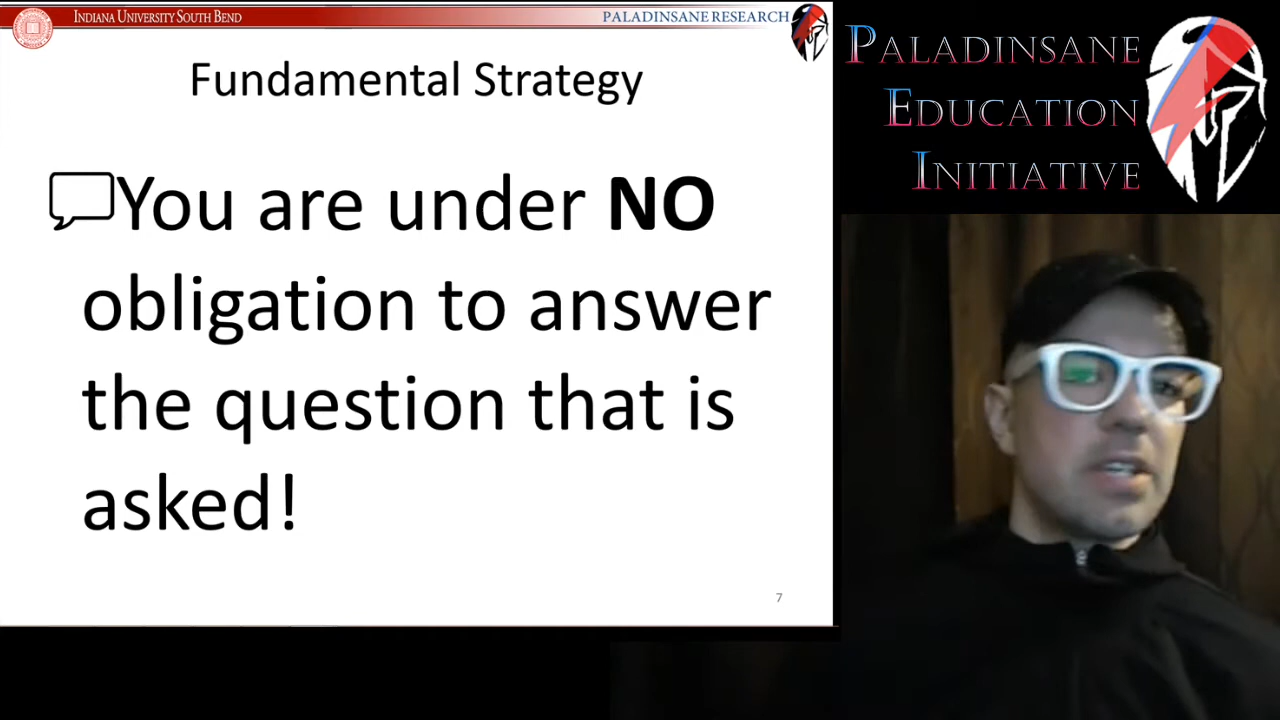 INDIANA UNIVERSITY SOUTH BEND
PALADINSANE RESEARCH
Fundamental Strategy
You are under NO
obligation to answer
the question that is
asked!
7
PALADINSANE
EDUCATION
INITIATIVE